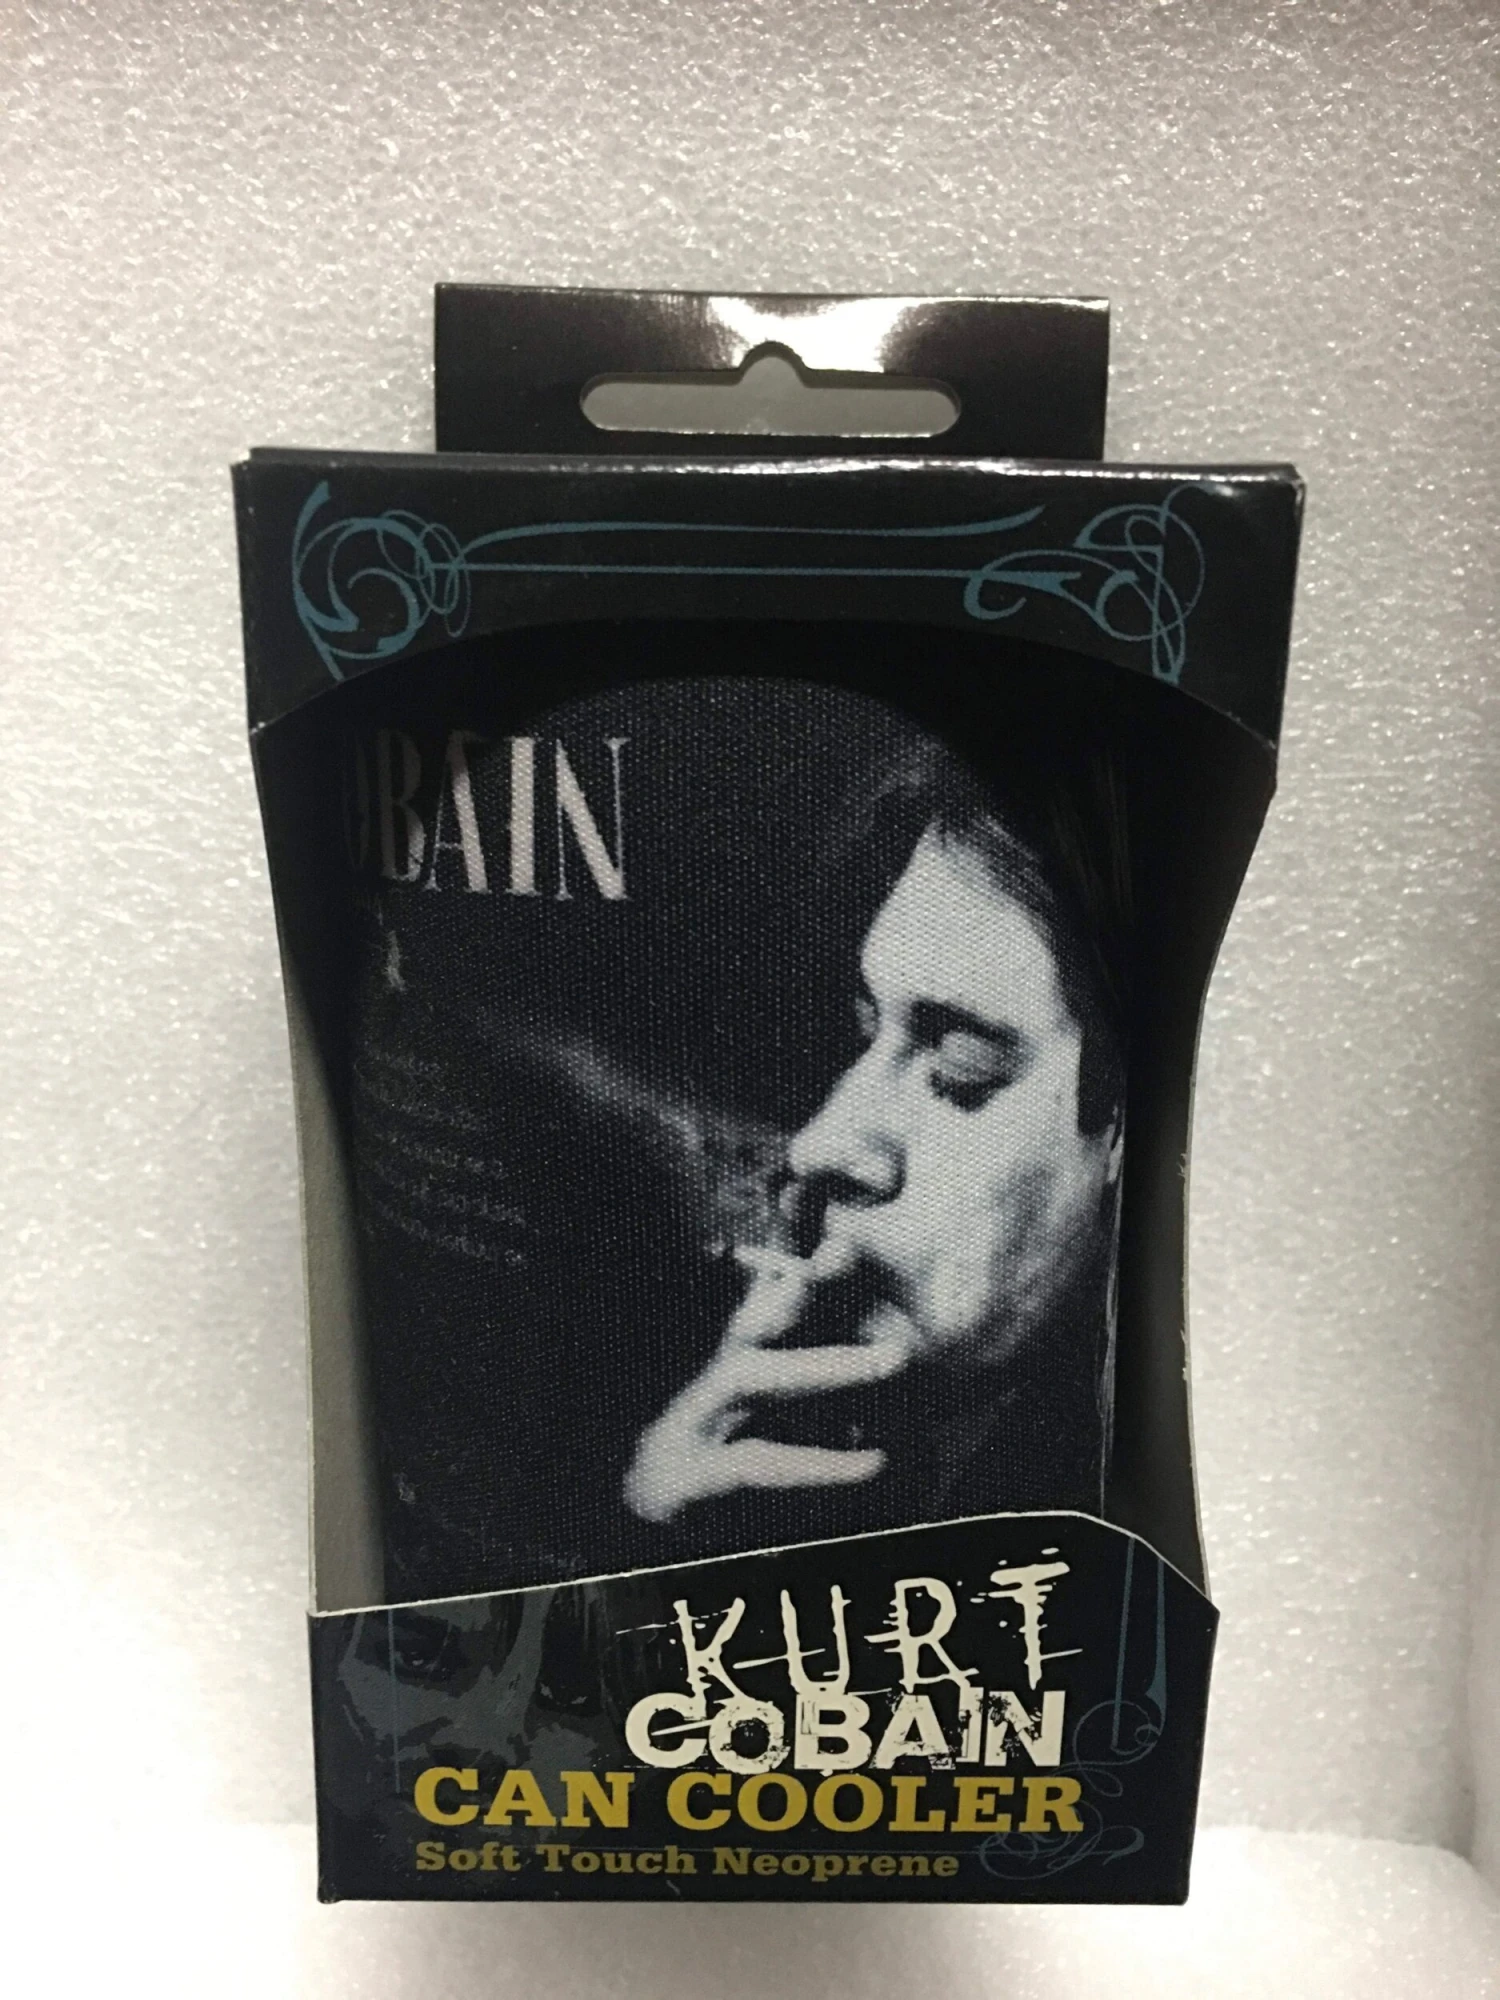 BAIN
KURT
COBAIN
CAN COOLER
Soft Touch Neoprene